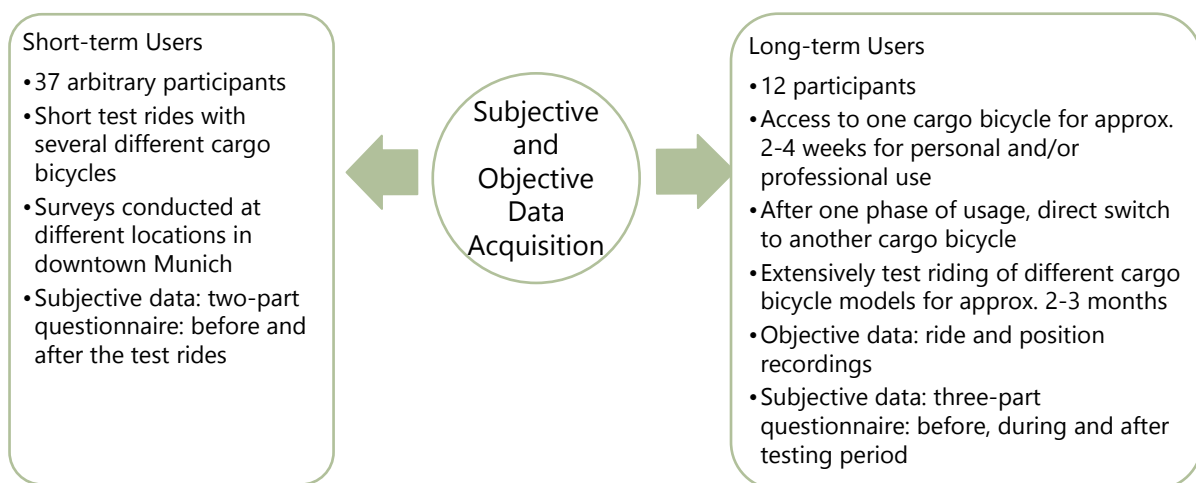 Short-term Users
•37 arbitrary participants
•Short test rides with
several different cargo
bicycles
•Surveys conducted at
different locations in
downtown Munich
•Subjective data: two-part
questionnaire: before and
after the test rides
Subjective
and
Objective
Data
Acquisition
Long-term Users
•12 participants
•Access to one cargo bicycle for approx.
2-4 weeks for personal and/or
professional use
•After one phase of usage, direct switch
to another cargo bicycle
•Extensively test riding of different cargo
bicycle models for approx. 2-3 months
•Objective data: ride and position
recordings
•Subjective data: three-part
questionnaire: before, during and after
testing period